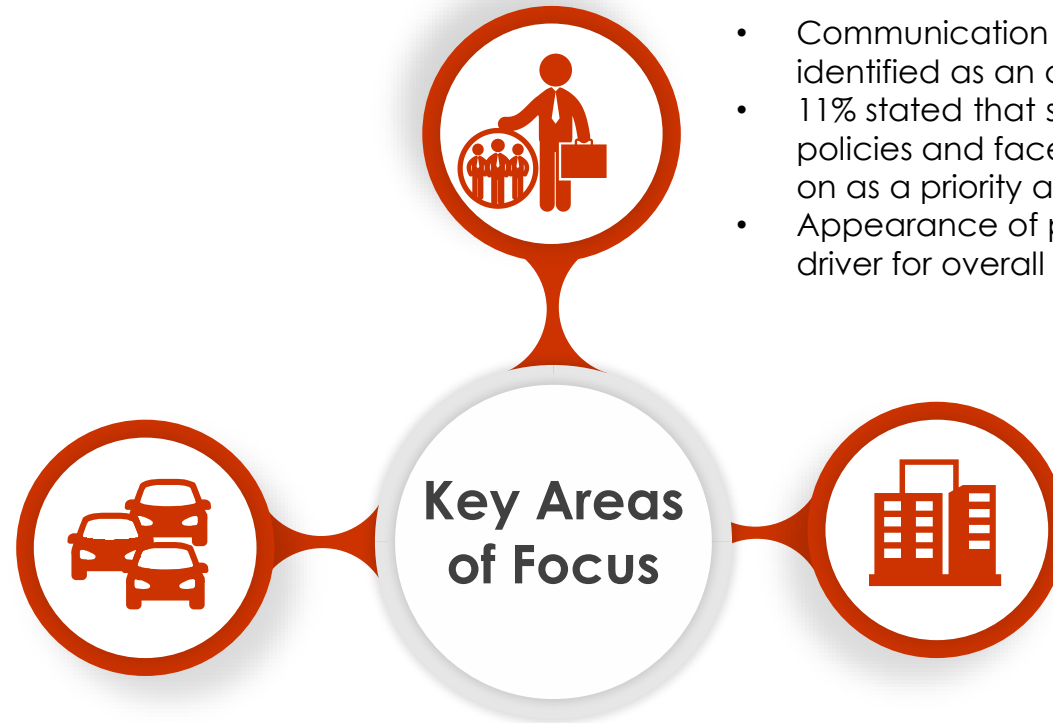 • Communication
identified as an
• 11% stated that
policies and
on as a priority
• Appearance of
driver for overall
Key Areas
of Focus